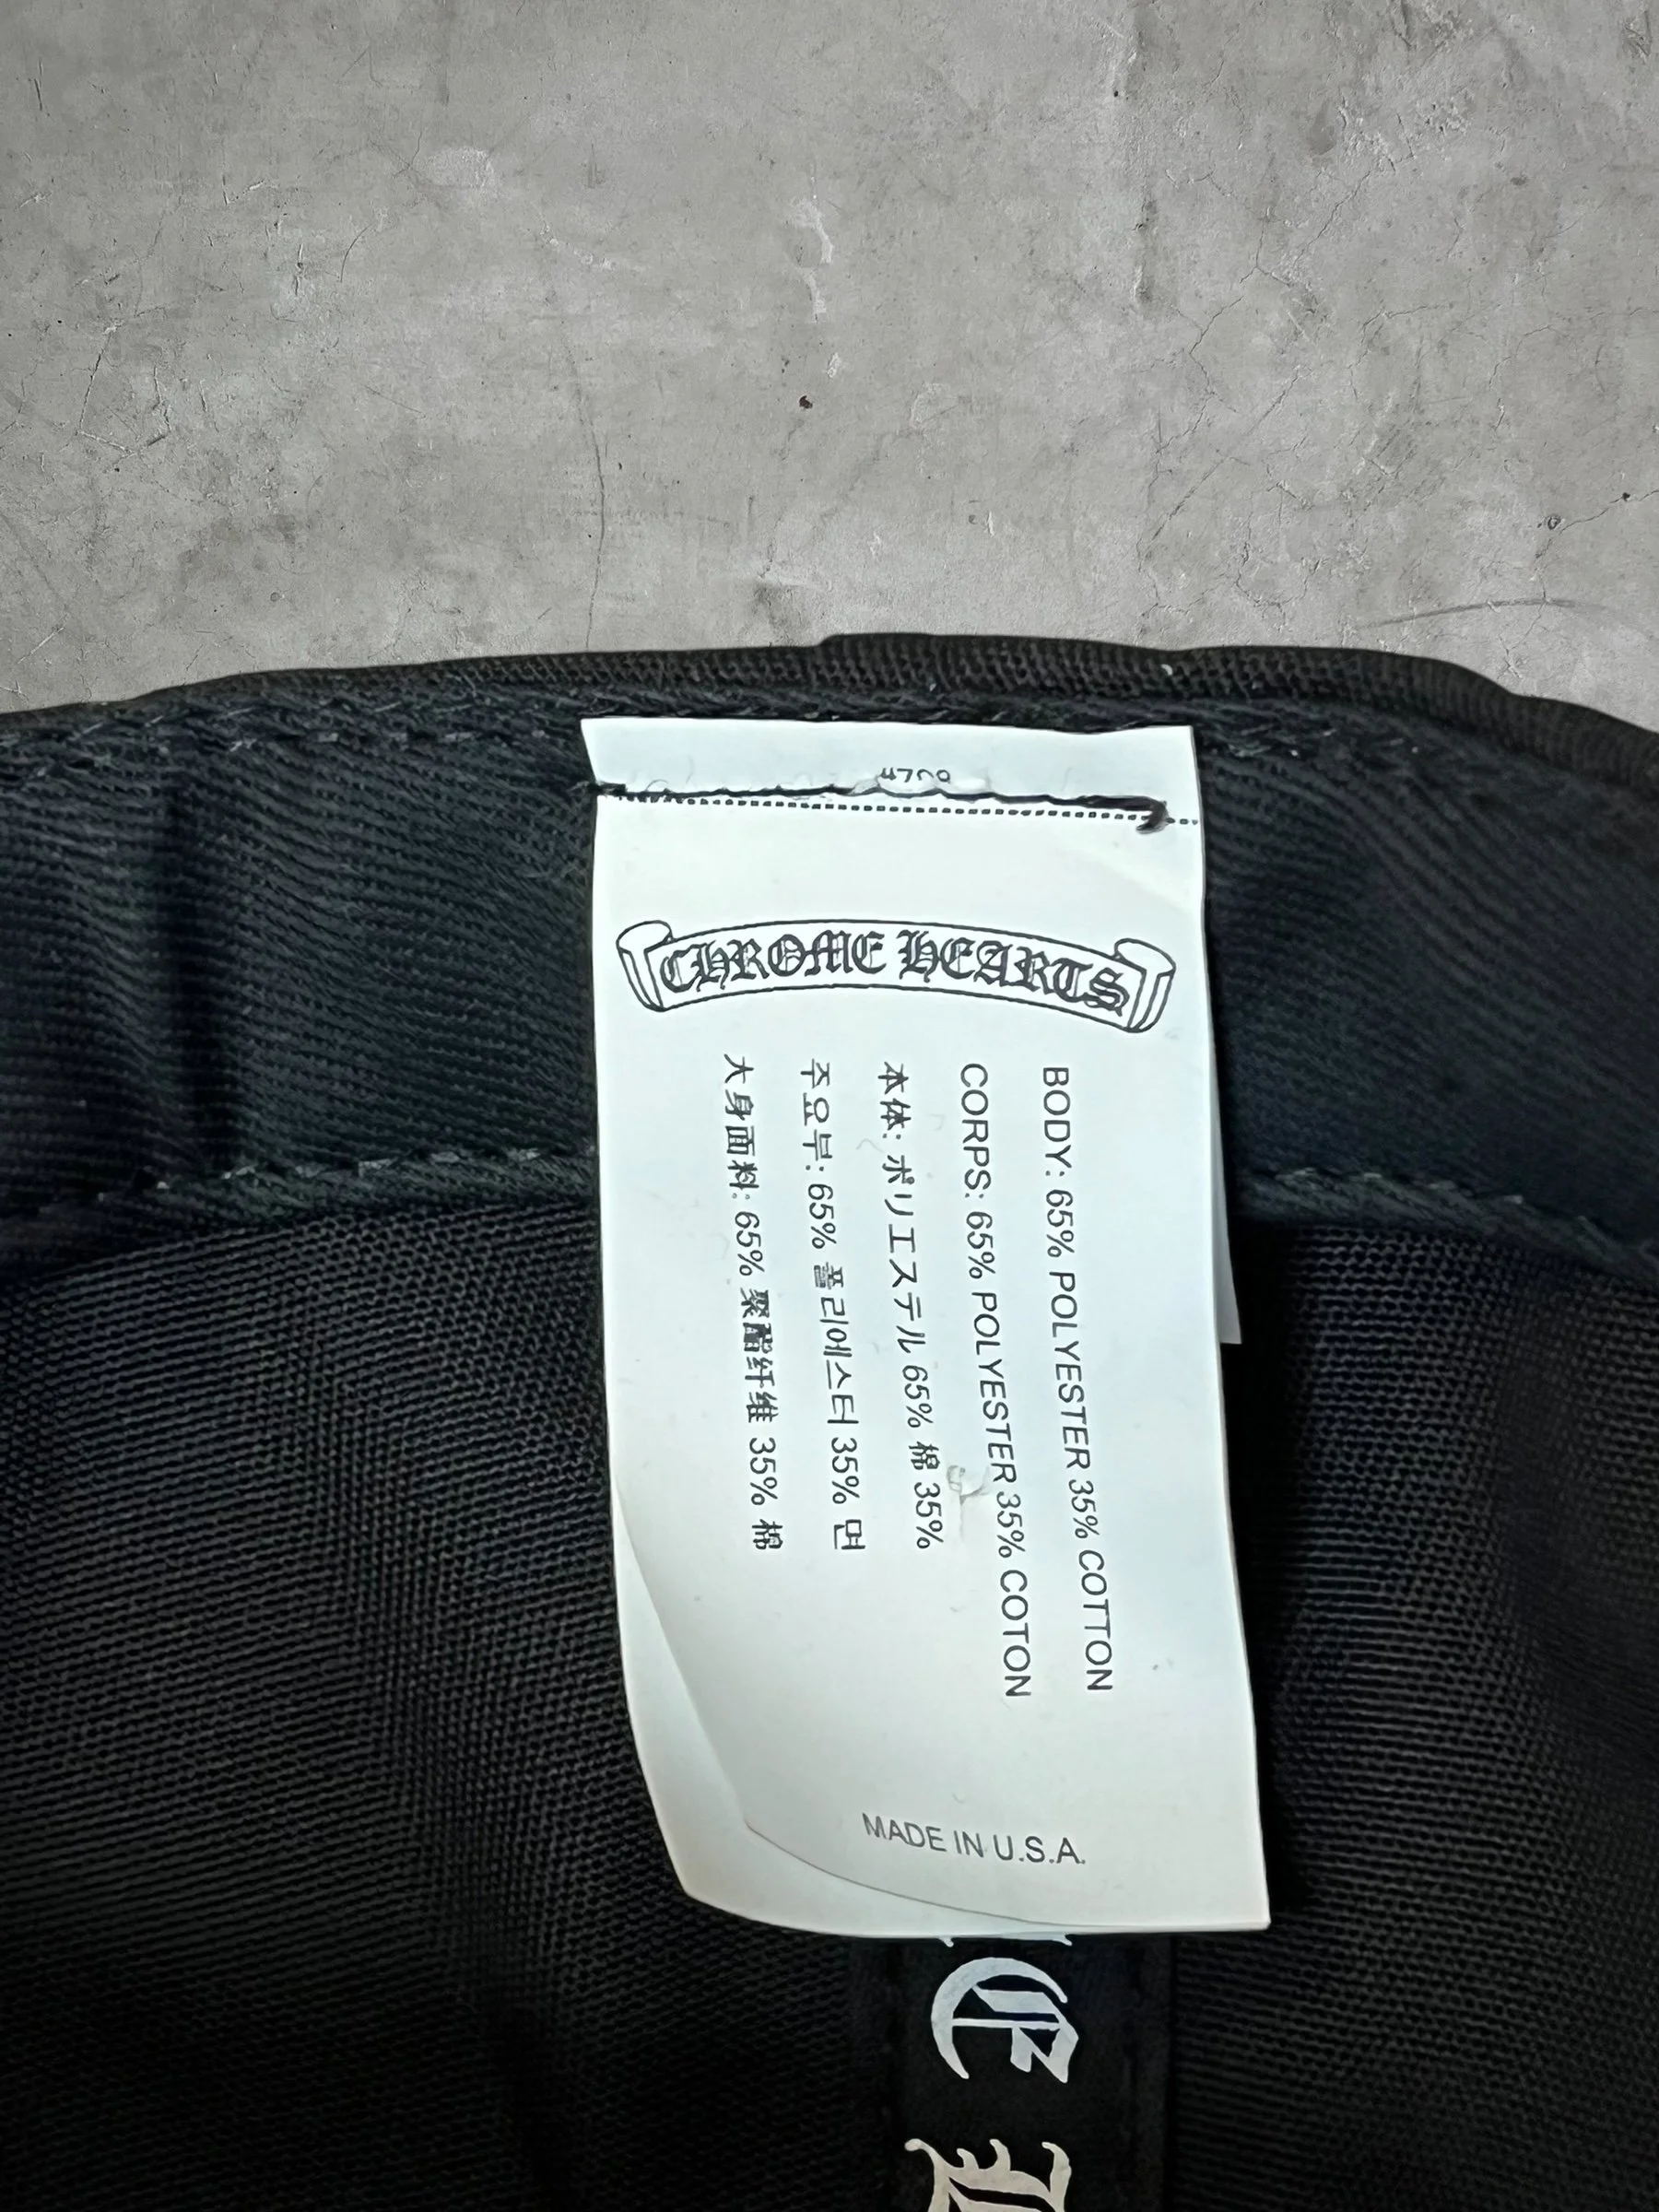 CHROME HEARTS
BODY: 65% POLYESTER 35% COTTON
CORPS: 65% POLYESTER 35% COTON
本体: ポリエステル 65% 棉 35%
주요부: 65% 폴리에스터 35% 면
大身面料: 65% 聚酯纤维 35% 棉
MADE IN U.S.A.